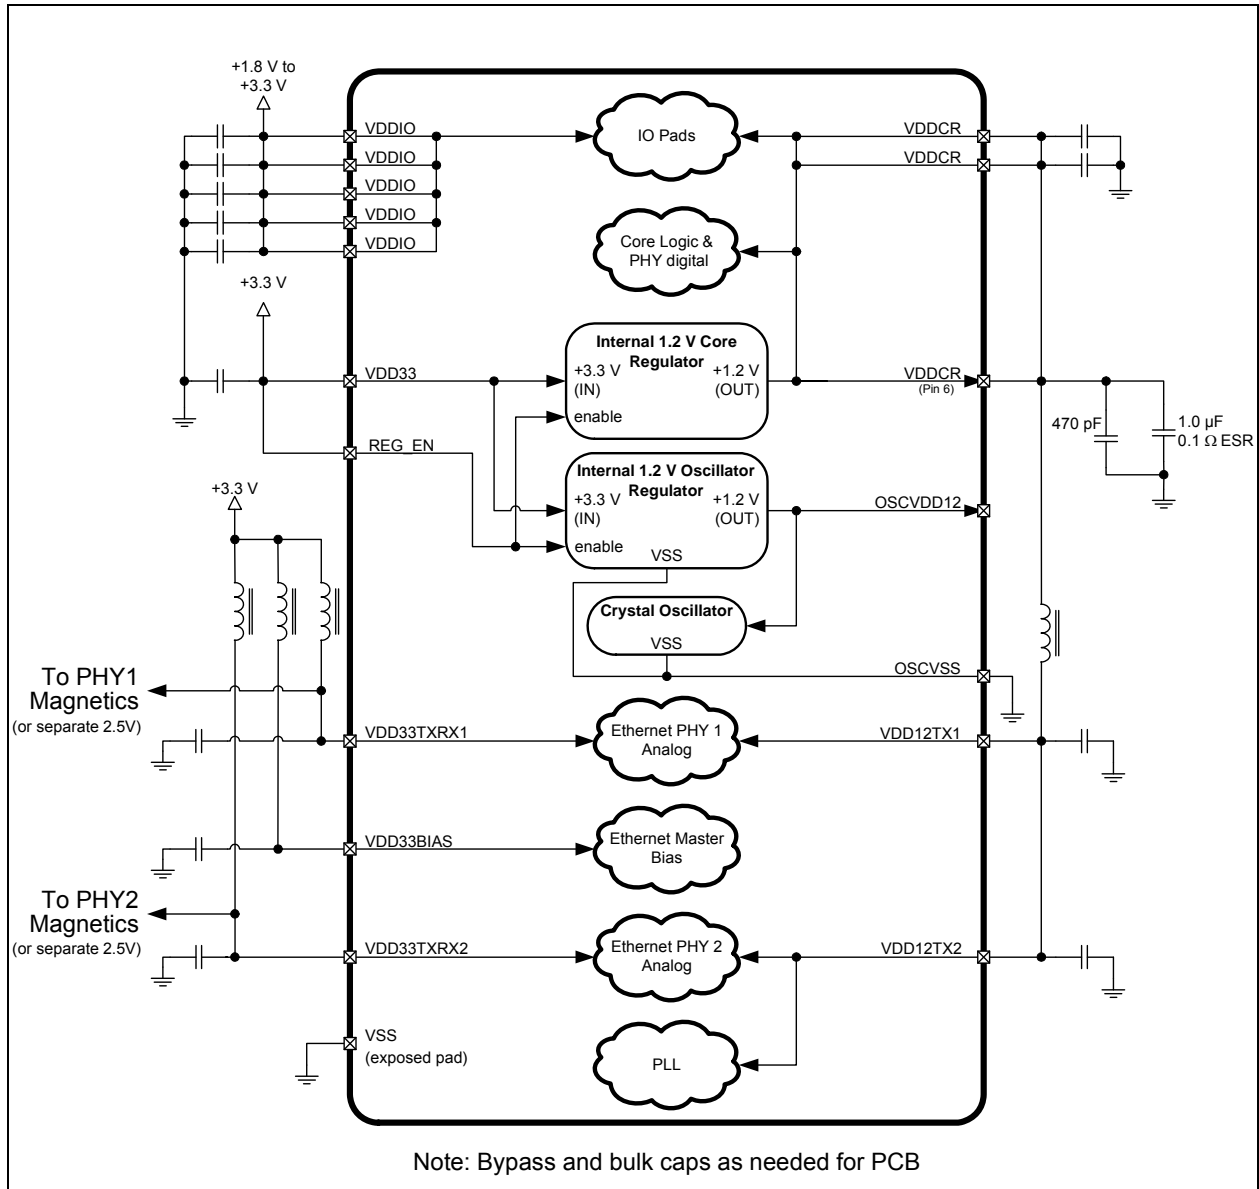 +1.8 V to
+3.3 V
VDDIO
VDDIO
VDDIO
VDDIO
VDDIO
IO Pads
VDDCR
VDDCR
Core Logic &
PHY digital
+3.3 V
VDD33
Internal 1.2 V Core
Regulator
+3.3 V
(IN)
+1.2 V
(OUT)
enable
VDDCR
(Pin 6)
470 pF
1.0 µF
0.1 Ω ESR
REG_EN
Internal 1.2 V Oscillator
Regulator
+3.3 V
(IN)
+1.2 V
(OUT)
enable
VSS
OSCVDD12
+3.3 V
Crystal Oscillator
VSS
OSCVSS
To PHY1
Magnetics
(or separate 2.5V)
VDD33TXRX1
Ethernet PHY 1
Analog
VDD12TX1
VDD33BIAS
Ethernet Master
Bias
To PHY2
Magnetics
(or separate 2.5V)
VDD33TXRX2
Ethernet PHY 2
Analog
VDD12TX2
VSS
(exposed pad)
PLL
Note: Bypass and bulk caps as needed for PCB